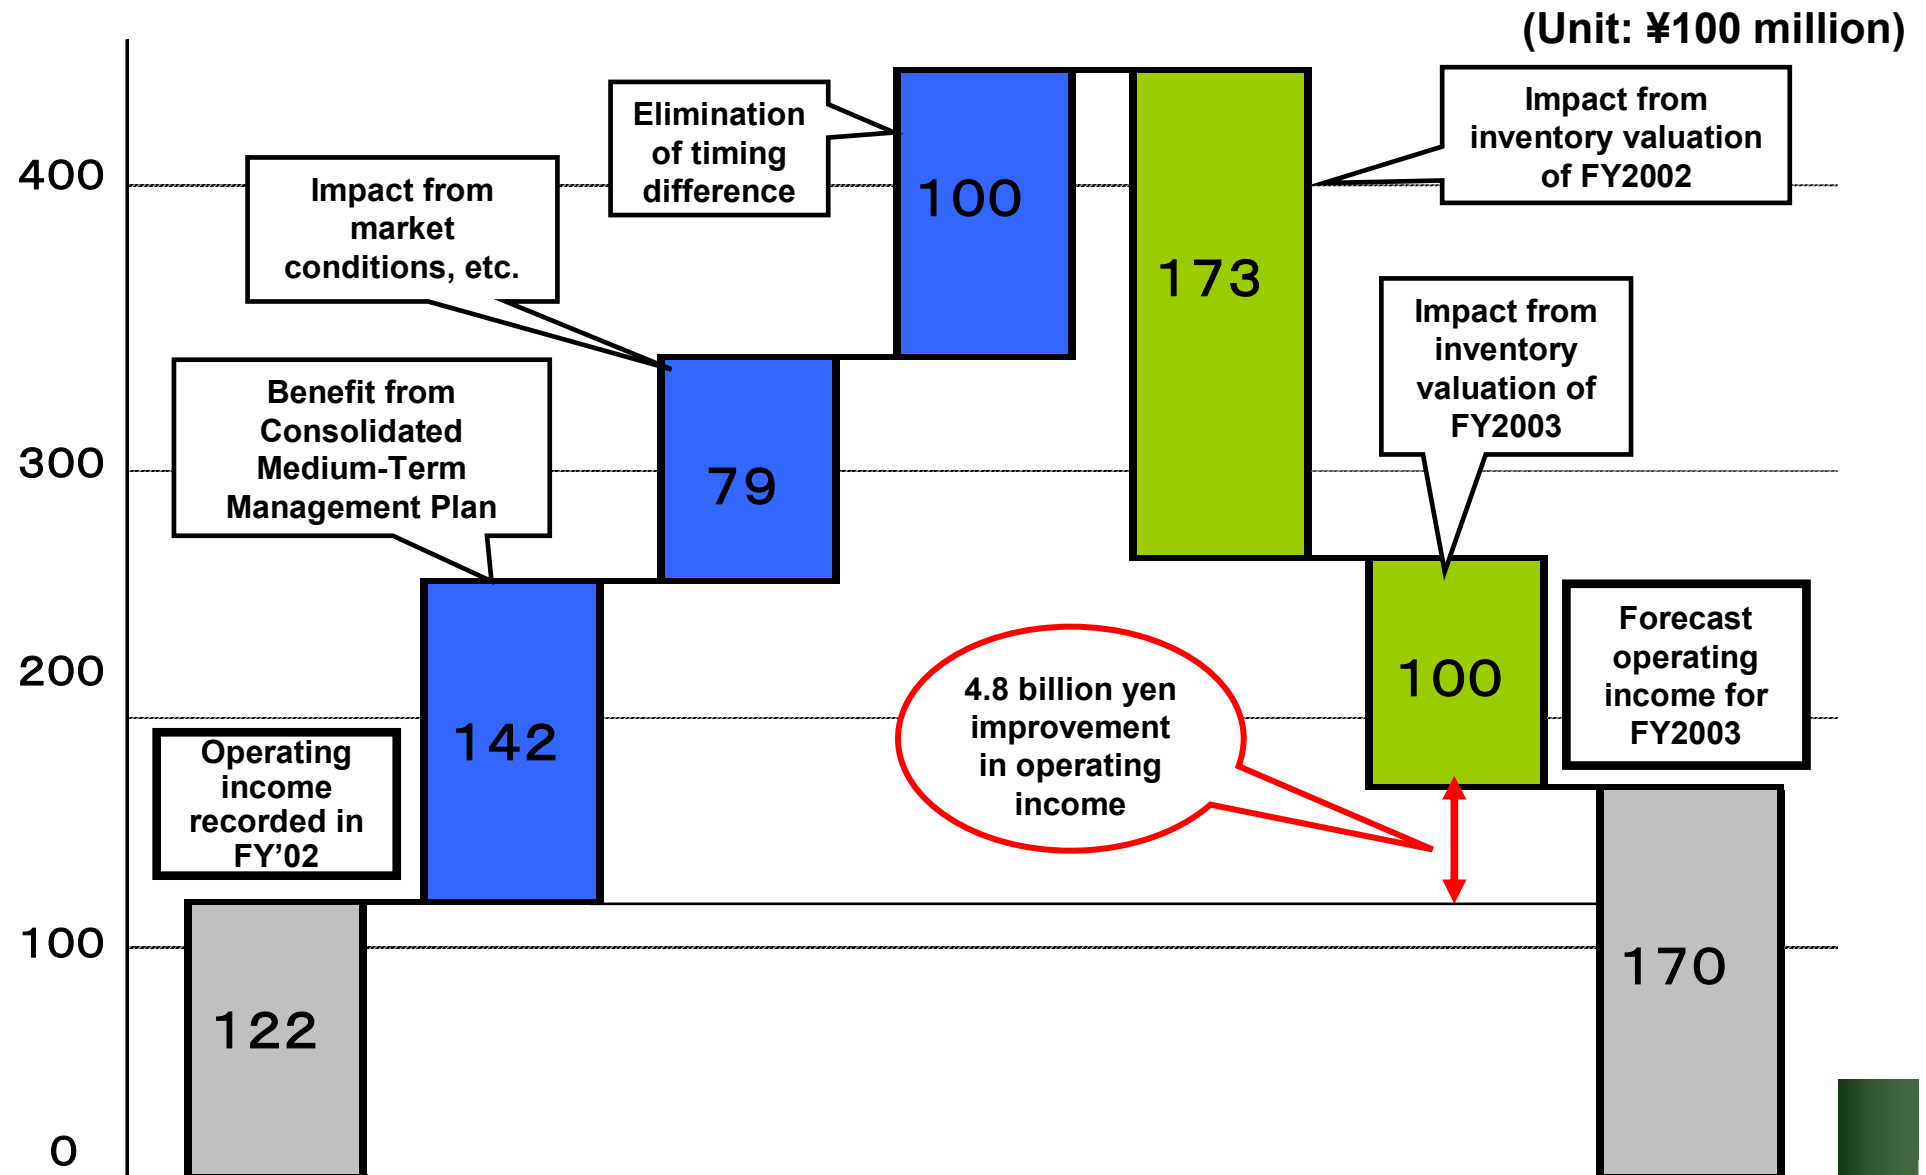 (Unit: ¥100 million)
400
300
200
100
0
Operating
income
recorded in
FY’02
122
Benefit from
Consolidated
Medium-Term
Management Plan
142
Impact from
market
conditions, etc.
79
Elimination
of timing
difference
100
Impact from
inventory valuation
of FY2002
173
Impact from
inventory
valuation of
FY2003
100
4.8 billion yen
improvement
in operating
income
Forecast
operating
income for
FY2003
170